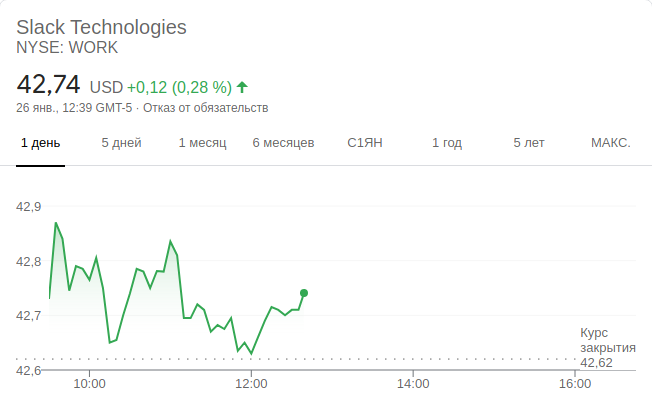 Slack Technologies
NYSE: WORK
42,74 USD +0,12 (0,28 %)
26 янв., 12:39 GMT-5 · Отказ от обязательств
1 день 5 дней 1 месяц 6 месяцев С1ЯН 1 год 5 лет МАКС.
42,9
42,8
42,7
Курс
закрытия
42,62
42,6
10:00 12:00 14:00 16:00